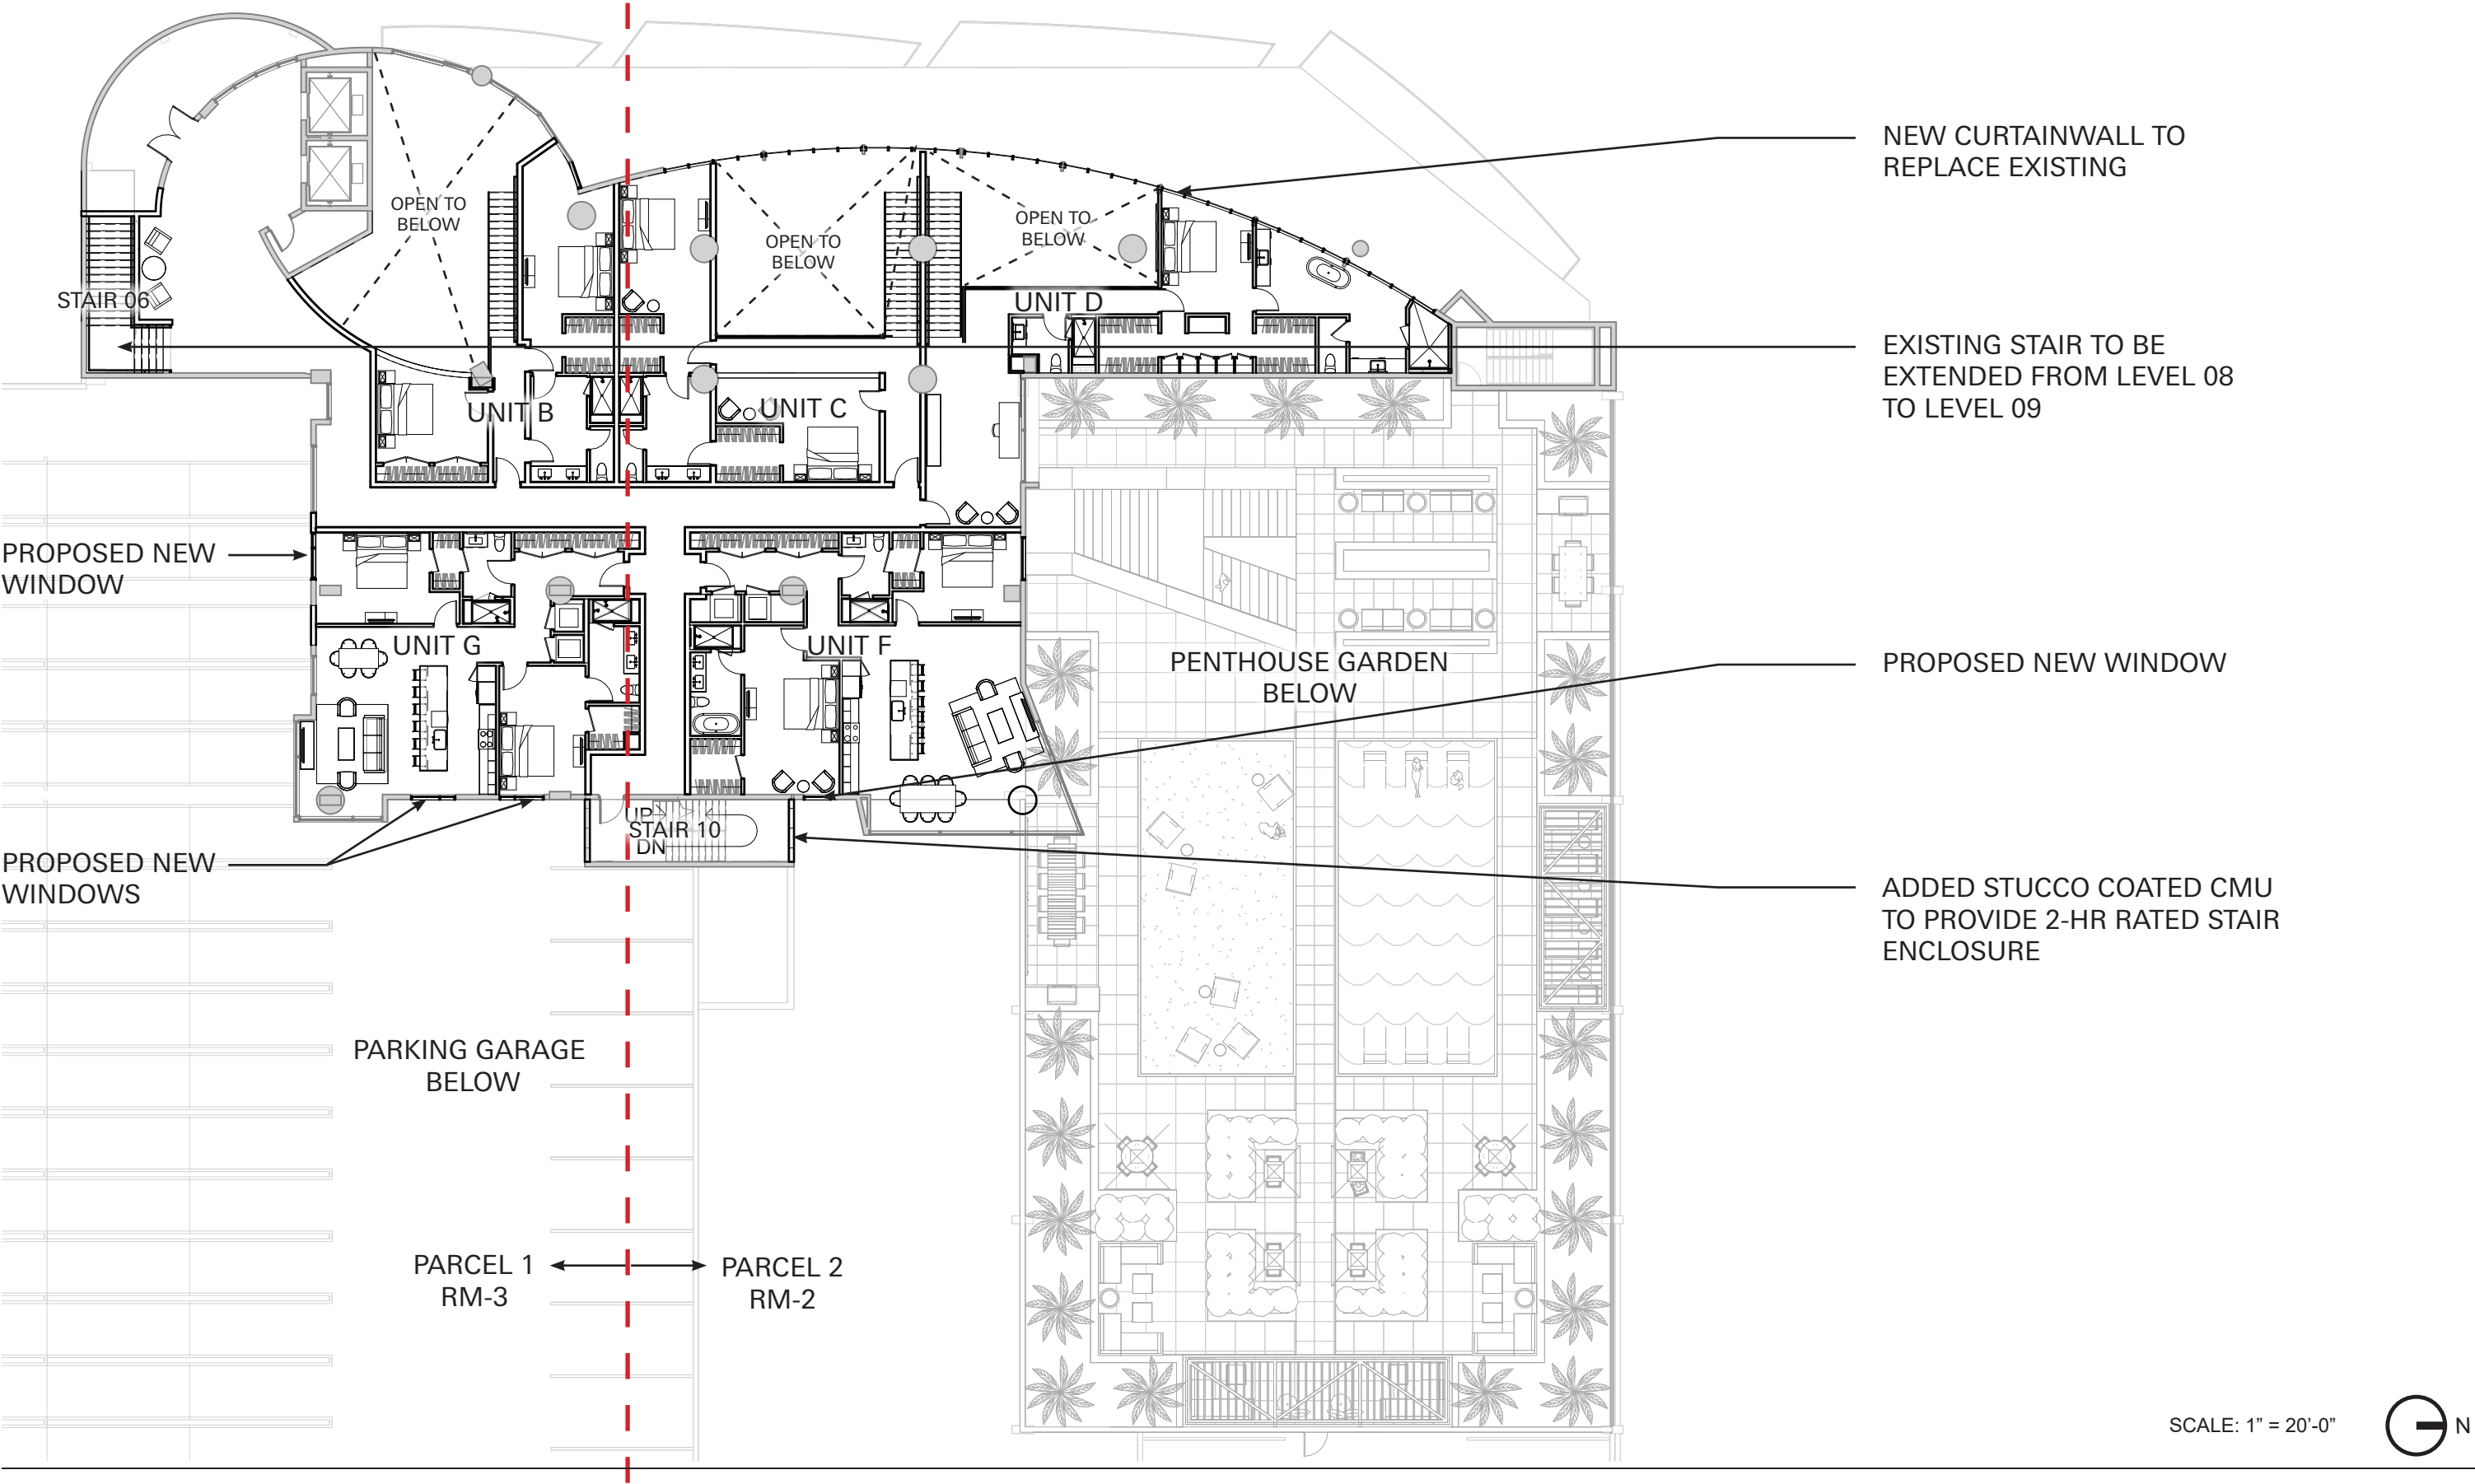 NEW CURTAINWALL TO
REPLACE EXISTING
OPEN TO
BELOW
OPEN TO
BELOW
OPEN TO
BELOW
STAIR 06
UNIT D
EXISTING STAIR TO BE
EXTENDED FROM LEVEL 08
TO LEVEL 09
UNIT B
UNIT C
PROPOSED NEW
WINDOW
UNIT G
UNIT F
PENTHOUSE GARDEN
BELOW
PROPOSED NEW WINDOW
UP
STAIR 10
DN
PROPOSED NEW
WINDOWS
ADDED STUCCO COATED CMU
TO PROVIDE 2-HR RATED STAIR
ENCLOSURE
PARKING GARAGE
BELOW
PARCEL 1
RM-3
PARCEL 2
RM-2
SCALE: 1” = 20’-0”
N